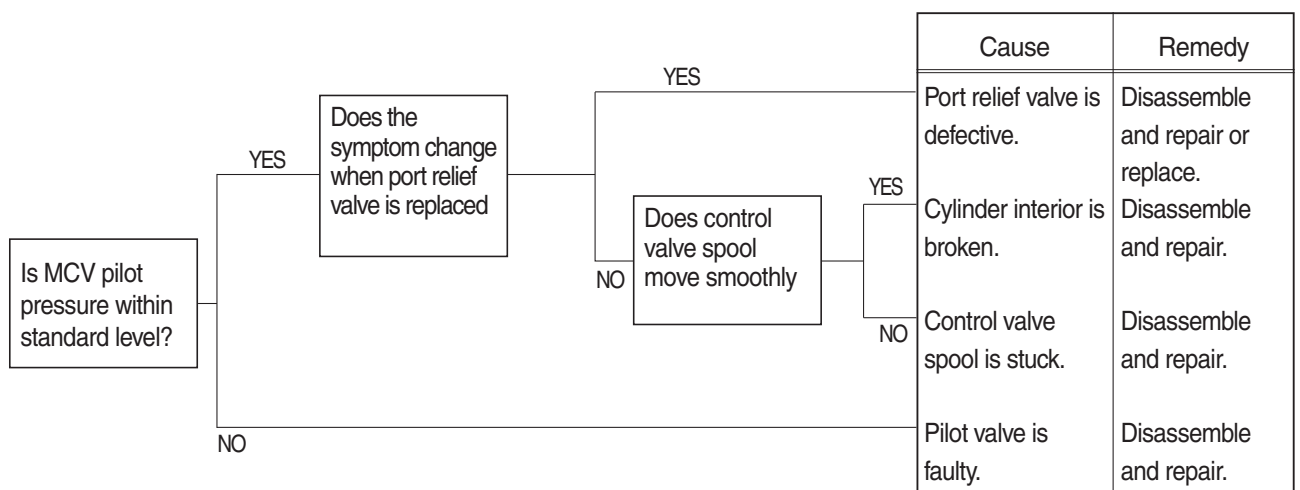 Is MCV pilot
pressure within
standard level?
YES
NO
Does the
symptom change
when port relief
valve is replaced
YES
NO
Does control
valve spool
move smoothly
YES
NO
Cause
Remedy
Port relief valve is
defective.
Disassemble
and repair or
replace.
Cylinder interior is
broken.
Disassemble
and repair.
Control valve
spool is stuck.
Disassemble
and repair.
Pilot valve is
faulty.
Disassemble
and repair.